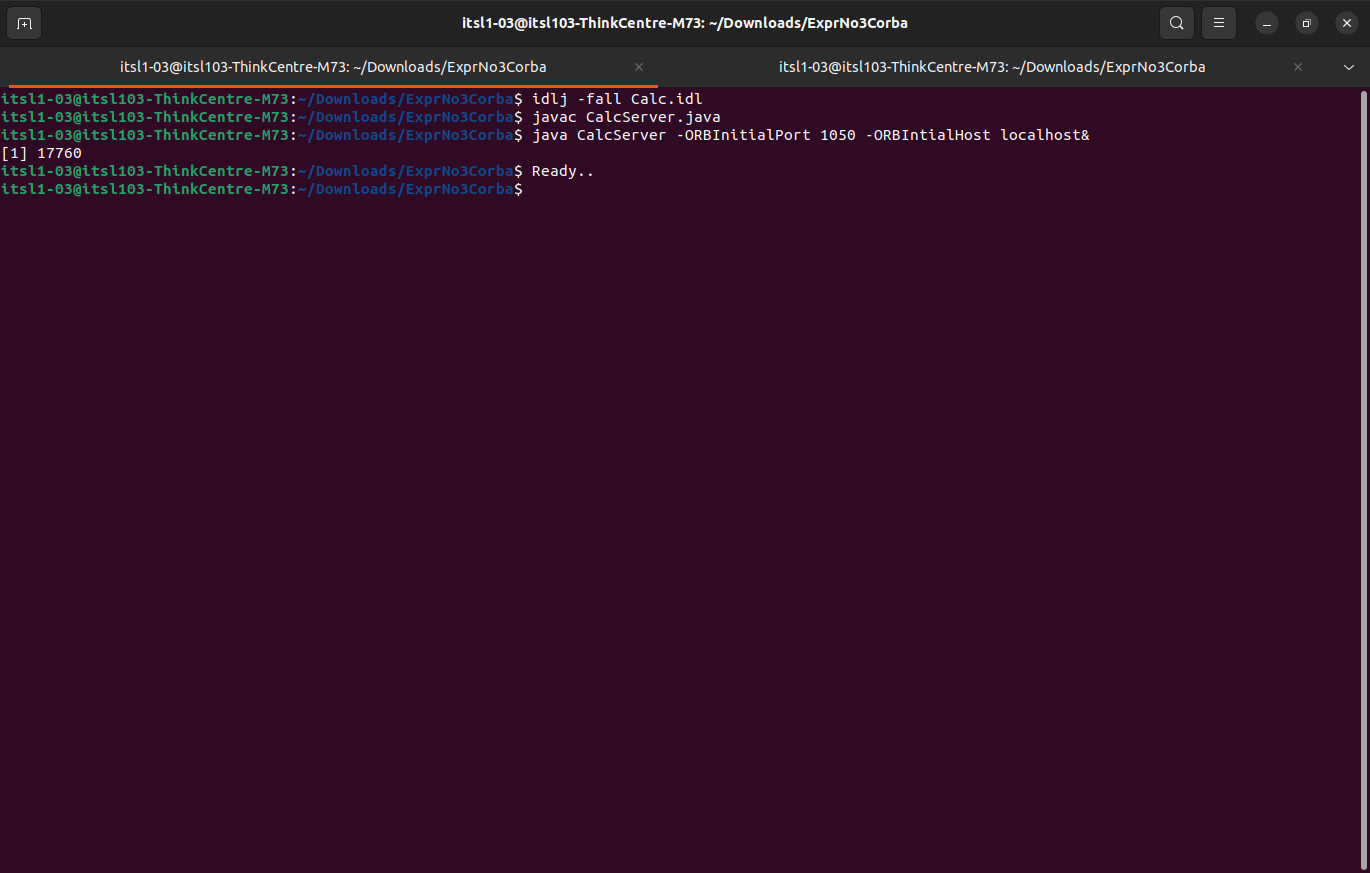 itsl1-03@itsl103-ThinkCentre-M73: ~/Downloads/ExprNo3Corba
itsl1-03@itsl103-ThinkCentre-M73: ~/Downloads/ExprNo3Corba
itsl1-03@itsl103-ThinkCentre-M73: ~/Downloads/ExprNo3Corba
itsl1-03@itsl103-ThinkCentre-M73:~/Downloads/ExprNo3Corba$ idlj -fall Calc.idl
itsl1-03@itsl103-ThinkCentre-M73:~/Downloads/ExprNo3Corba$ javac CalcServer.java
itsl1-03@itsl103-ThinkCentre-M73:~/Downloads/ExprNo3Corba$ java CalcServer -ORBInitialPort 1050 -ORBIntialHost localhost&
[1] 17760
itsl1-03@itsl103-ThinkCentre-M73:~/Downloads/ExprNo3Corba$ Ready..
itsl1-03@itsl103-ThinkCentre-M73:~/Downloads/ExprNo3Corba$